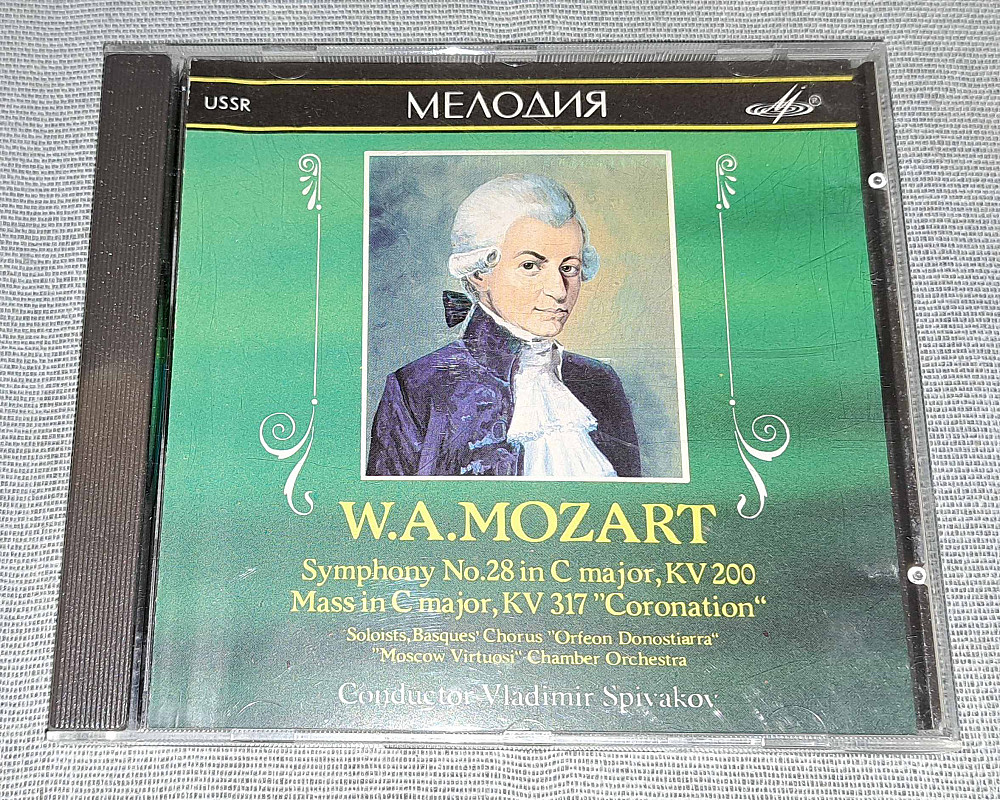 USSR
МЕЛОДИЯ
W.A.MOZART
Symphony No.28 in C major, KV 200
Mass in C major, KV 317 ”Coronation“
Soloists, Basques' Chorus ”Orfeon Donostiarra“
”Moscow Virtuosi“ Chamber Orchestra
Conductor Vladimir Spivakov